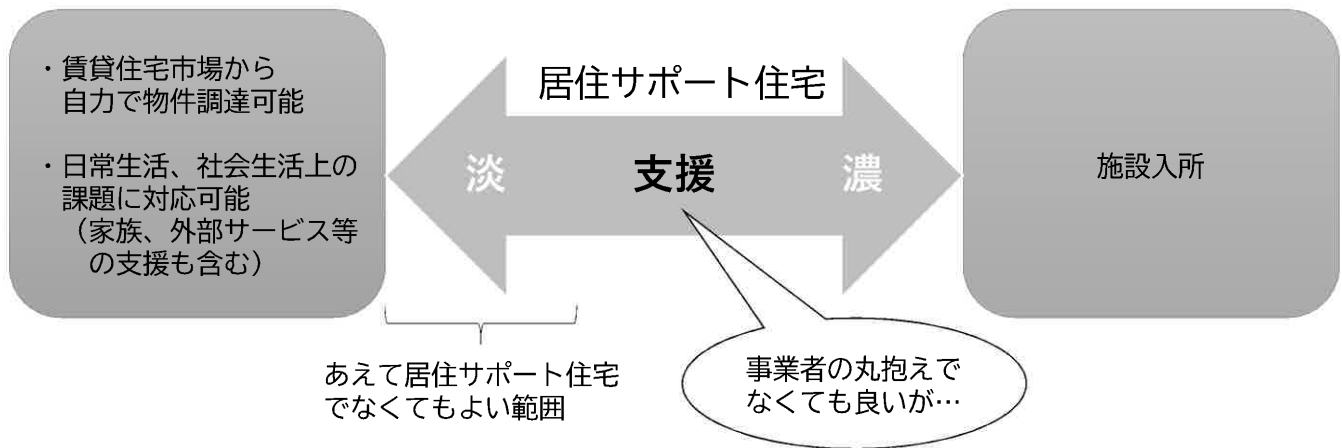 ・賃貸住宅市場から
自力で物件調達可能
・日常生活、社会生活上の
課題に対応可能
（家族、外部サービス等
の支援も含む）
居住サポート住宅
淡 支援 濃
施設入所
あえて居住サポート住宅
でなくてもよい範囲
事業者の丸抱えで
なくても良いが…